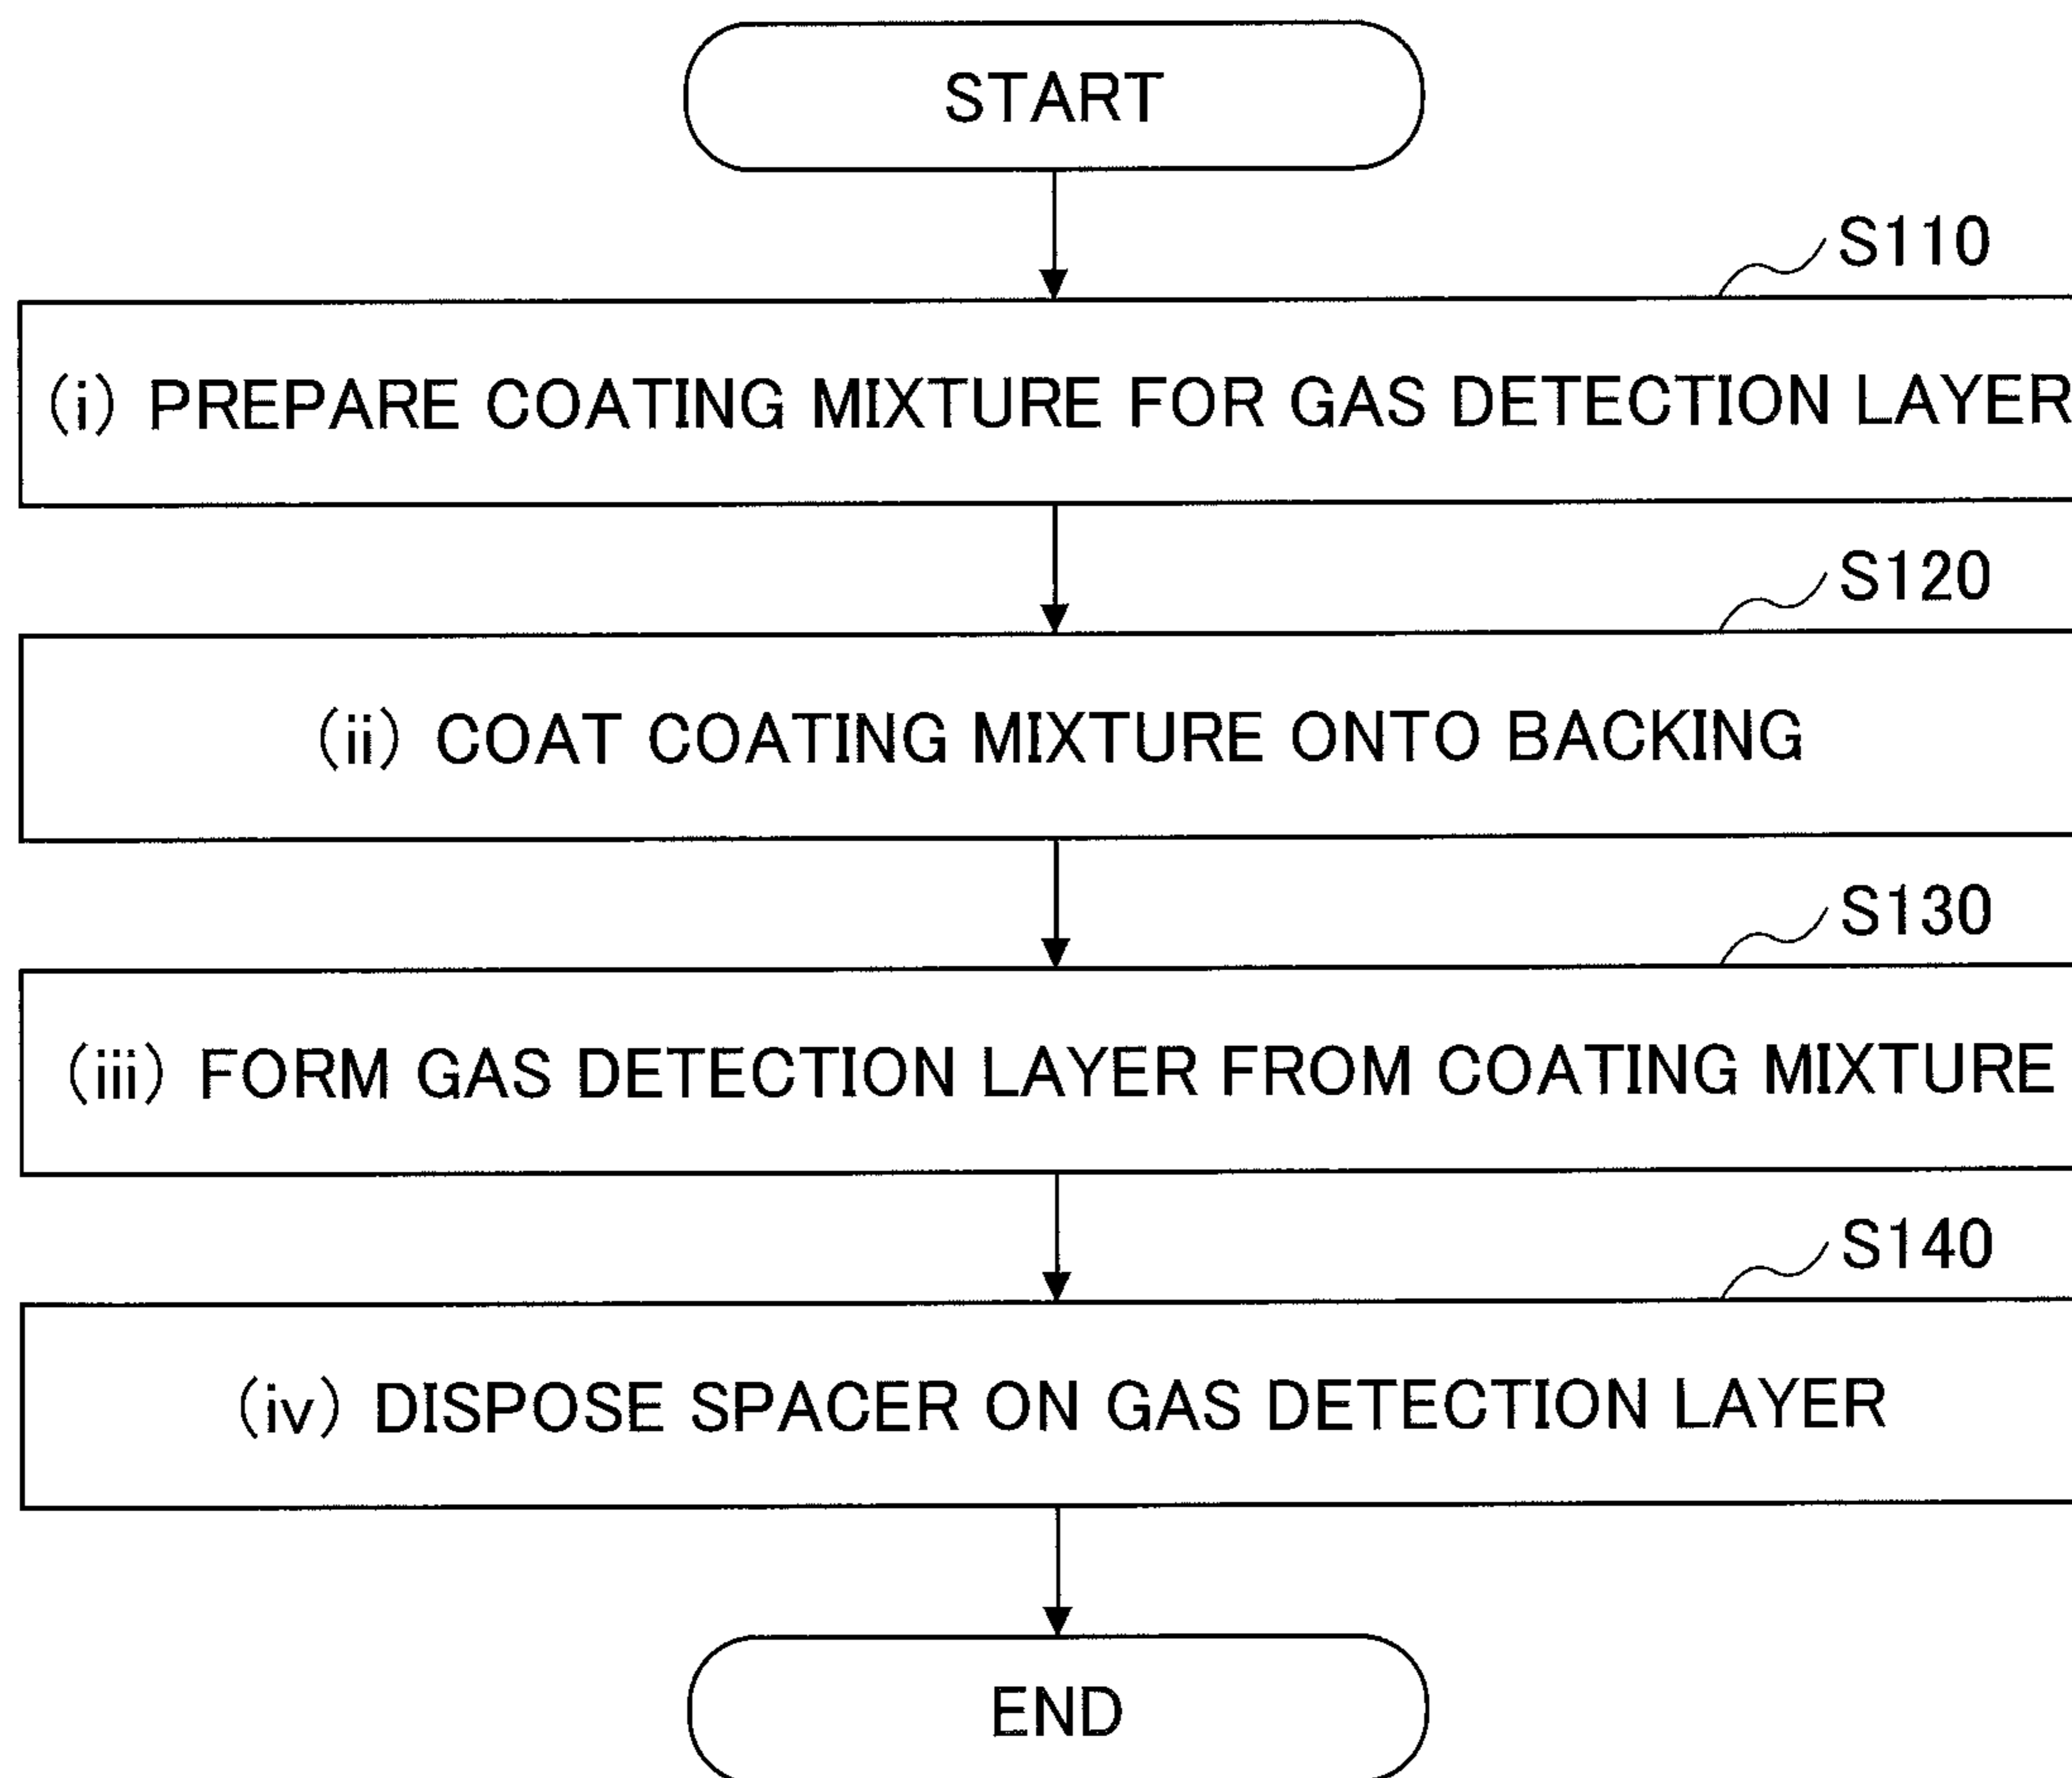 START
S110
(i) PREPARE COATING MIXTURE FOR GAS DETECTION LAYER
S120
(ii) COAT COATING MIXTURE ONTO BACKING
S130
(iii) FORM GAS DETECTION LAYER FROM COATING MIXTURE
S140
(iv) DISPOSE SPACER ON GAS DETECTION LAYER
END